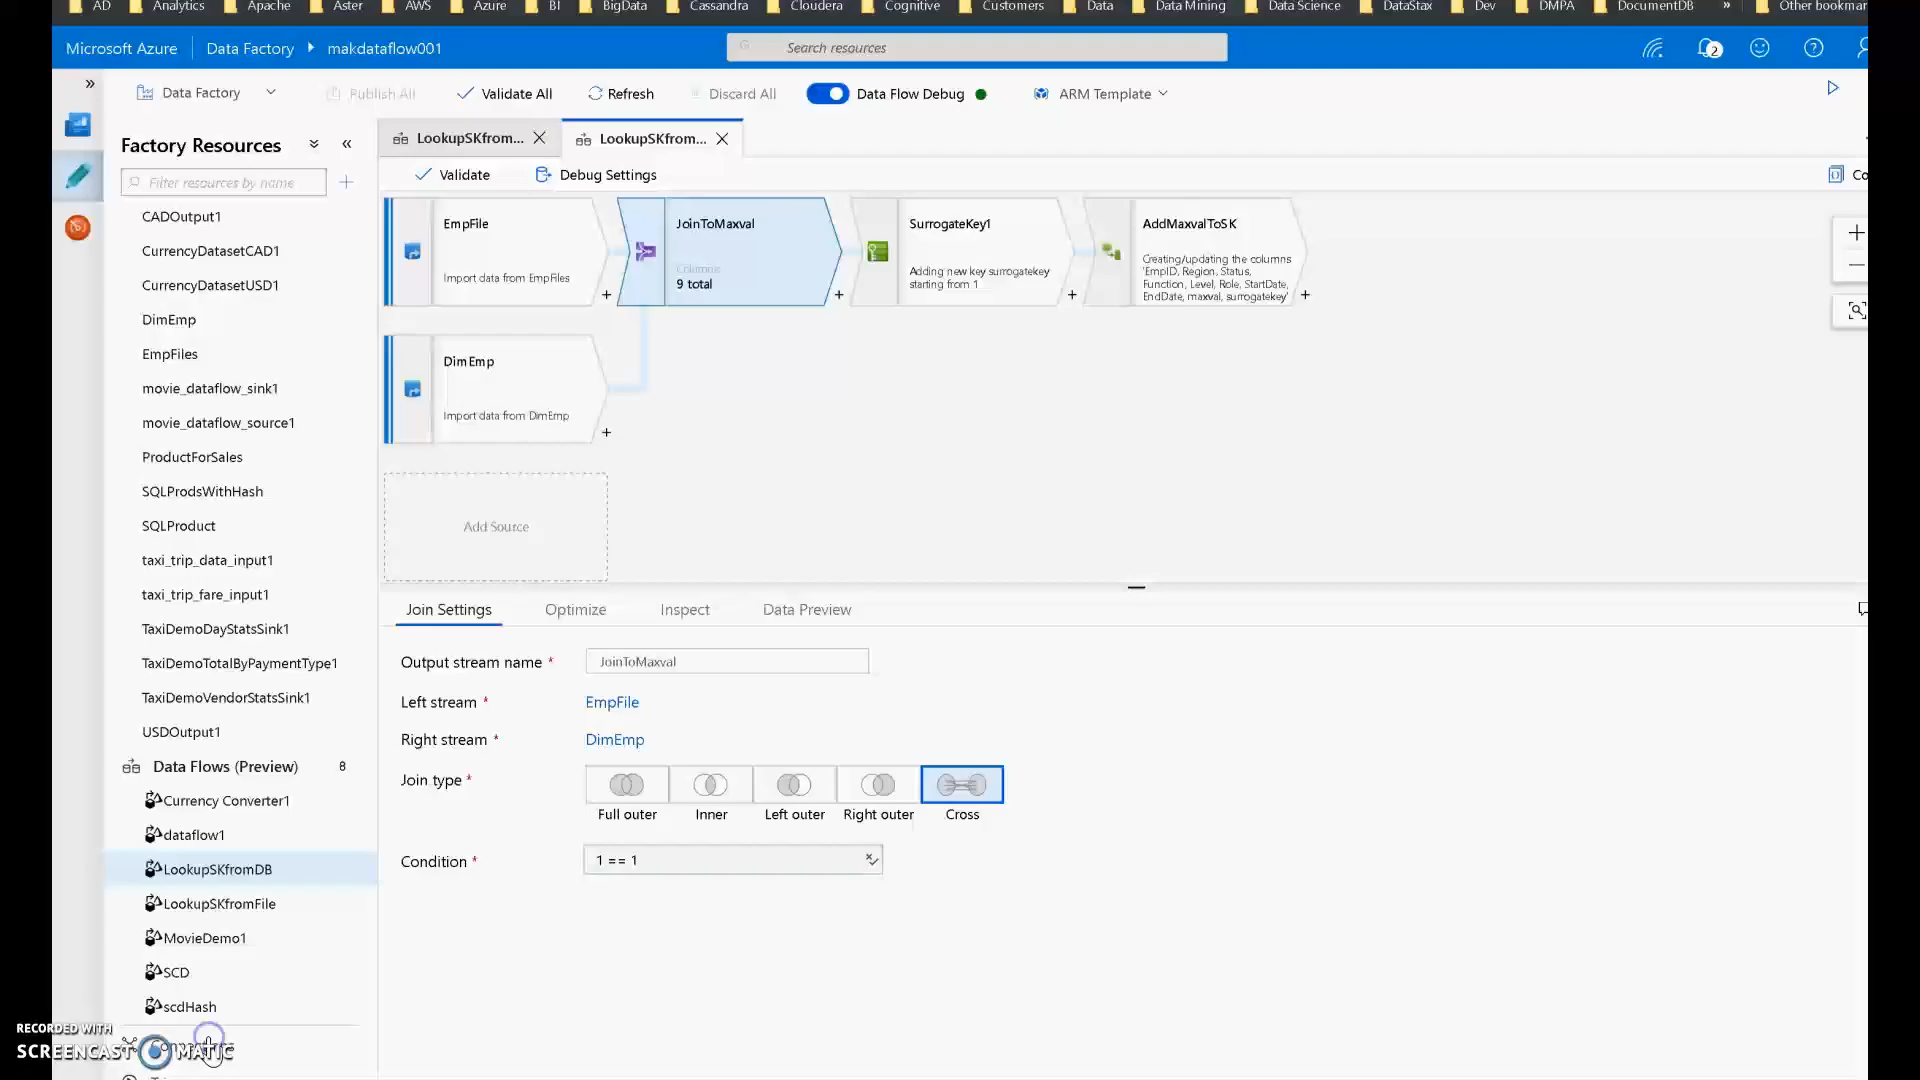 AD Analytics Apache Aster AWS Azure BI BigData Cassandra Cloudera Cognitive Customers Data Data Mining Data Science DataStax Dev DMPA DocumentDB » Other bookmar
Microsoft Azure Data Factory makdataflow001 Search resources 2
» Data Factory Publish All Validate All Refresh Discard All Data Flow Debug ARM Template
Factory Resources «
Filter resources by name
LookupSKfrom...
LookupSKfrom...
Validate Debug Settings Co
CADOutput1
CurrencyDatasetCAD1
CurrencyDatasetUSD1
DimEmp
EmpFiles
movie_dataflow_sink1
movie_dataflow_source1
ProductForSales
SQLProdsWithHash
SQLProduct
taxi_trip_data_input1
taxi_trip_fare_input1
TaxiDemoDayStatsSink1
TaxiDemoTotalByPaymentType1
TaxiDemoVendorStatsSink1
USDOutput1
Data Flows (Preview) 8
Currency Converter1
dataflow1
LookupSKfromDB
LookupSKfromFile
MovieDemo1
SCD
scdHash
EmpFile
Import data from EmpFiles
+
JoinToMaxval
Columns
9 total
+
SurrogateKey1
Adding new key surrogatekey
starting from 1
+
AddMaxvalToSK
Creating/updating the columns
'EmpID, Region, Status,
Function, Level, Role, StartDate,
EndDate, maxval, surrogatekey'
+
DimEmp
Import data from DimEmp
+
Add Source
Join Settings Optimize Inspect Data Preview
Output stream name * JoinToMaxval
Left stream * EmpFile
Right stream * DimEmp
Join type *
Full outer Inner Left outer Right outer Cross
Condition * 1 == 1
RECORDED WITH
SCREENCAST MATIC